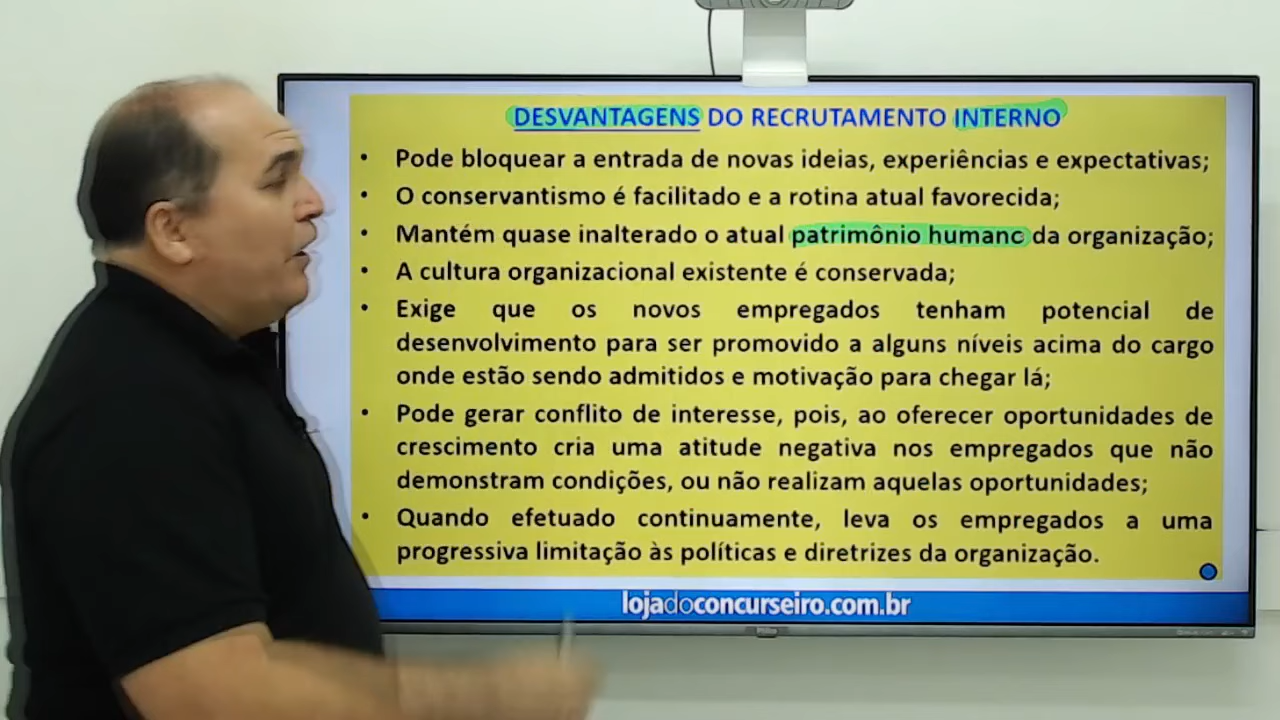 DESVANTAGENS DO RECRUTAMENTO INTERNO
• Pode bloquear a entrada de novas ideias, experiências e expectativas;
• O conservantismo é facilitado e a rotina atual favorecida;
• Mantém quase inalterado o atual patrimônio humano da organização;
• A cultura organizacional existente é conservada;
• Exige que os novos empregados tenham potencial de
desenvolvimento para ser promovido a alguns níveis acima do cargo
onde estão sendo admitidos e motivação para chegar lá;
• Pode gerar conflito de interesse, pois, ao oferecer oportunidades de
crescimento cria uma atitude negativa nos empregados que não
demonstram condições, ou não realizam aquelas oportunidades;
• Quando efetuado continuamente, leva os empregados a uma
progressiva limitação às políticas e diretrizes da organização.
lojadoconcurseiro.com.br